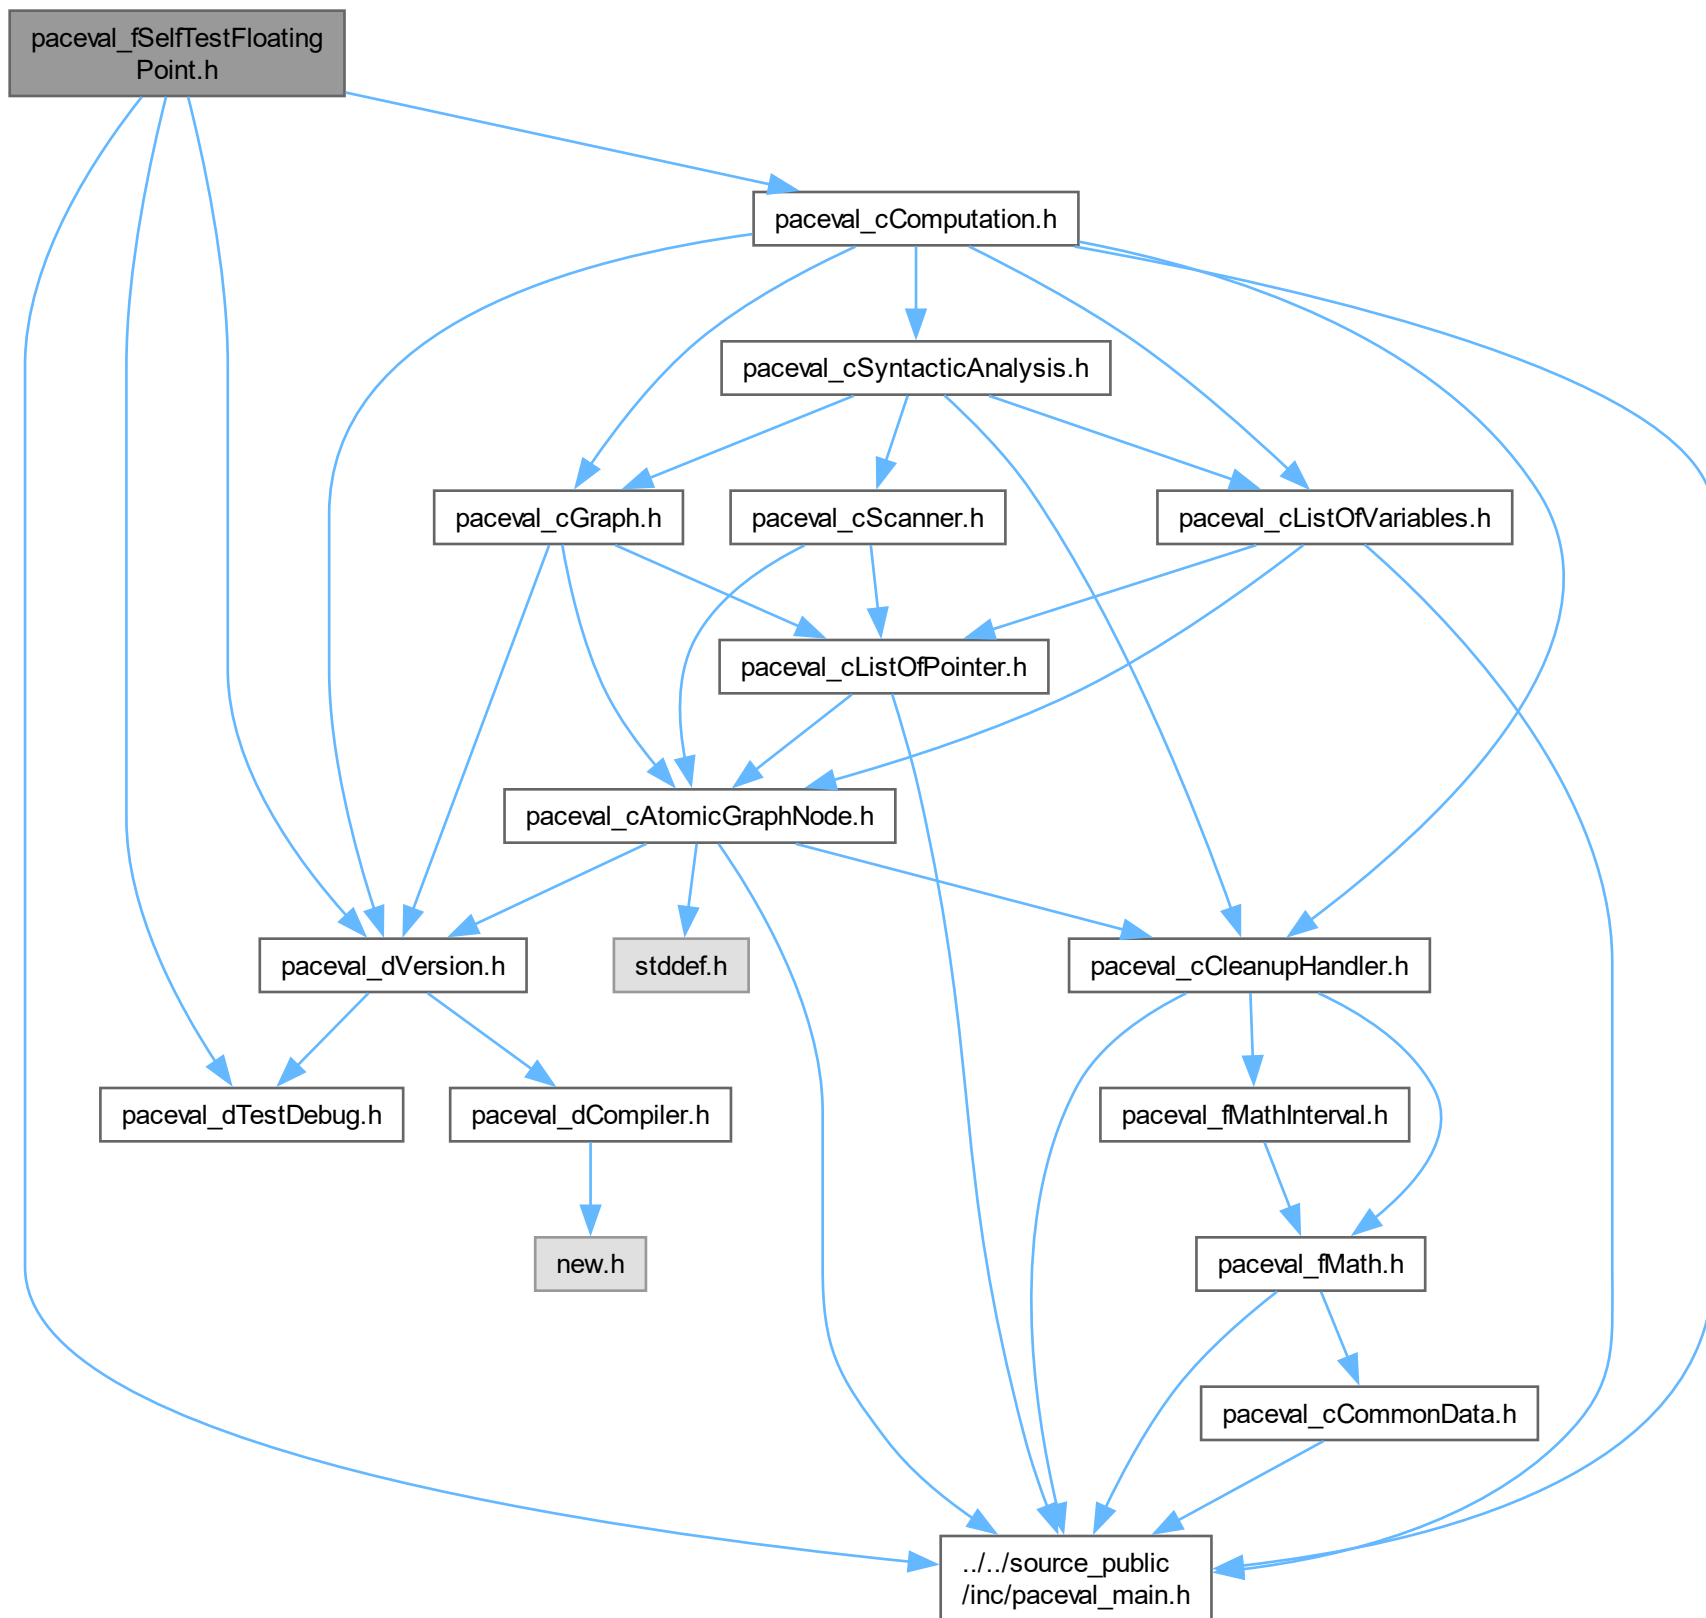 paceval_fSelfTestFloating
Point.h
paceval_cComputation.h
paceval_cSyntacticAnalysis.h
paceval_cGraph.h
paceval_cScanner.h
paceval_cListOfVariables.h
paceval_cListOfPointer.h
paceval_cAtomicGraphNode.h
paceval_dVersion.h
stddef.h
paceval_cCleanupHandler.h
paceval_dTestDebug.h
paceval_dCompiler.h
paceval_fMathInterval.h
new.h
paceval_fMath.h
paceval_cCommonData.h
../../source_public
/inc/paceval_main.h